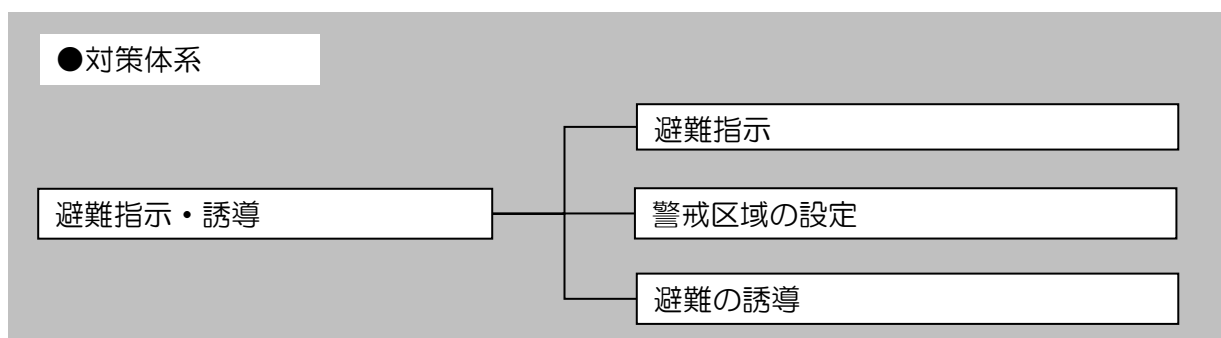 ●対策体系
避難指示・誘導
避難指示
警戒区域の設定
避難の誘導